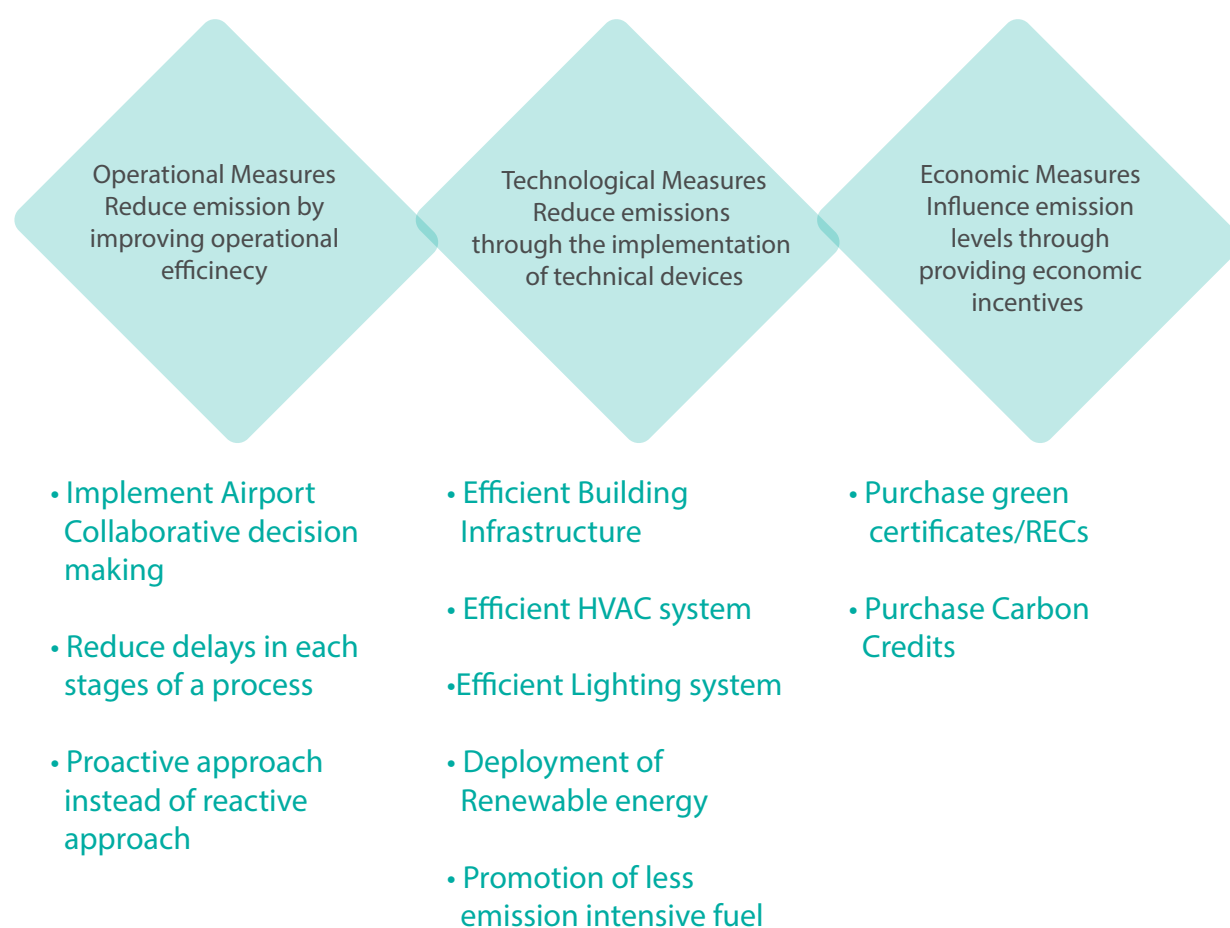 Operational Measures
Reduce emission by
improving operational
efficinecy
Technological Measures
Reduce emissions
through the implementation
of technical devices
Economic Measures
Influence emission
levels through
providing economic
incentives
• Implement Airport
Collaborative decision
making
• Reduce delays in each
stages of a process
• Proactive approach
instead of reactive
approach
• Efficient Building
Infrastructure
• Efficient HVAC system
•Efficient Lighting system
• Deployment of
Renewable energy
• Promotion of less
emission intensive fuel
• Purchase green
certificates/RECs
• Purchase Carbon
Credits